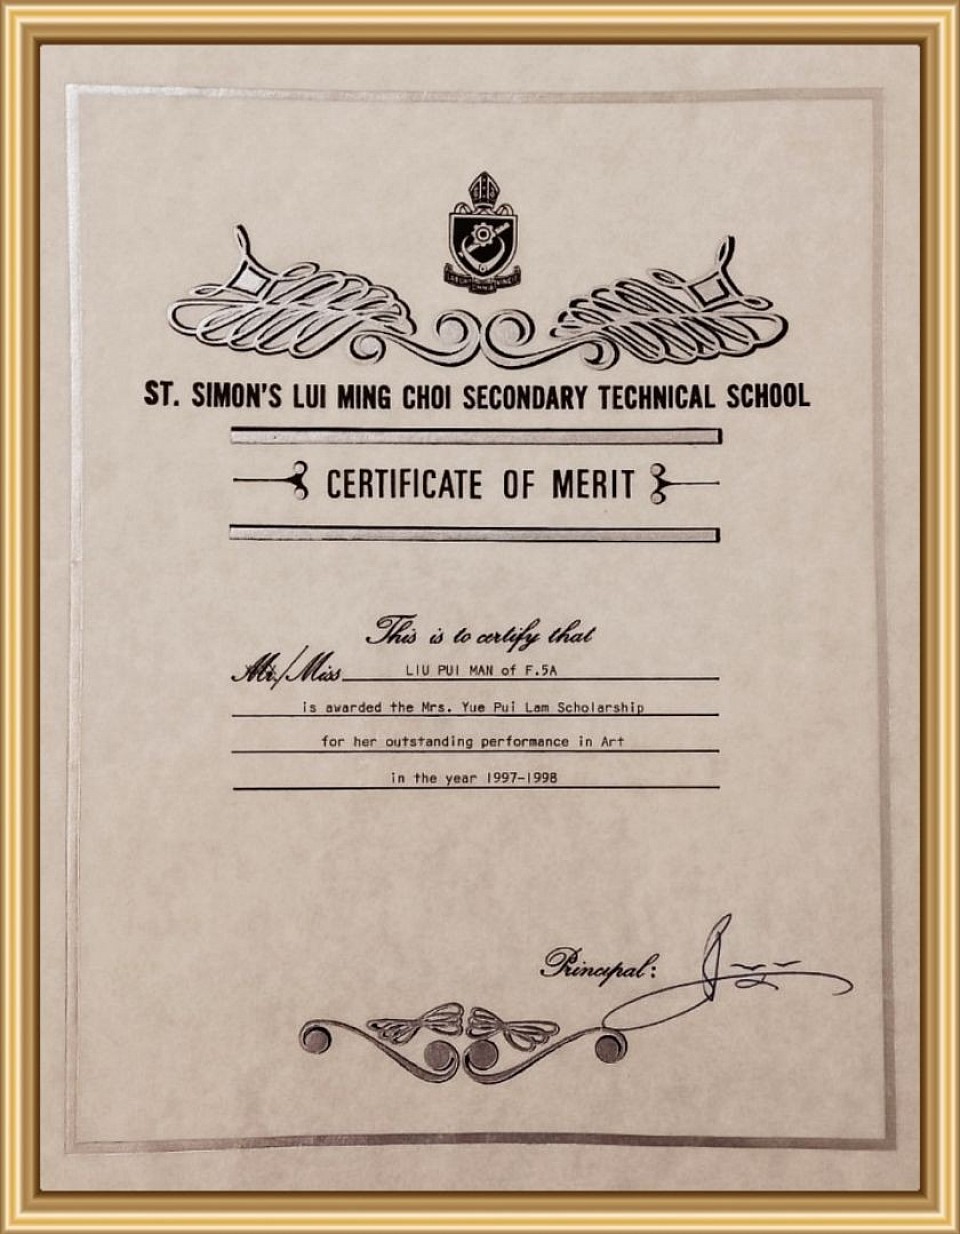 ST. SIMON'S LUI MING CHOI SECONDARY TECHNICAL SCHOOL
CERTIFICATE OF MERIT
This is to certify that
Mr./Miss LIU PUI MAN of F.5A
is awarded the Mrs. Yue Pui Lam Scholarship
for her outstanding performance in Art
in the year 1997-1998
Principal: